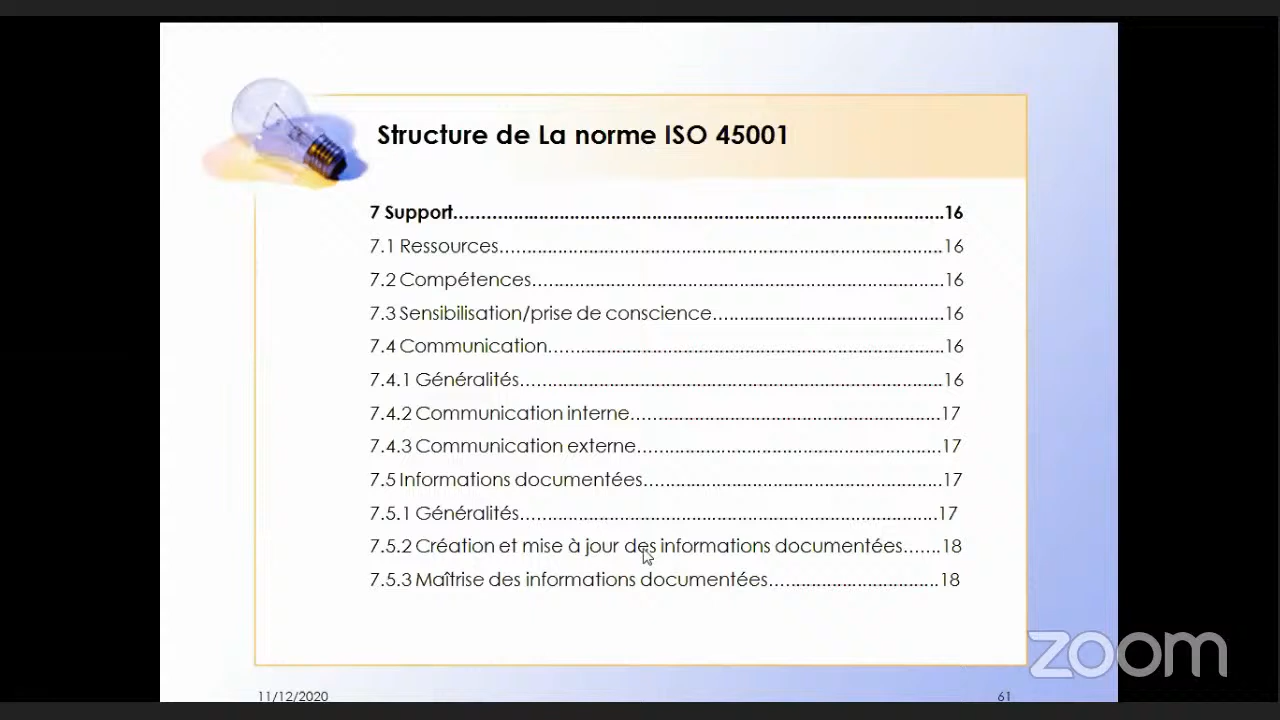 Structure de La norme ISO 45001
7 Support........................................................................................16
7.1 Ressources................................................................................16
7.2 Compétences..........................................................................16
7.3 Sensibilisation/prise de conscience.........................................16
7.4 Communication.......................................................................16
7.4.1 Généralités............................................................................16
7.4.2 Communication interne........................................................17
7.4.3 Communication externe.......................................................17
7.5 Informations documentées......................................................17
7.5.1 Généralités...........................................................................17
7.5.2 Création et mise à jour des informations documentées.......18
7.5.3 Maîtrise des informations documentées...............................18
zoom
11/12/2020
61